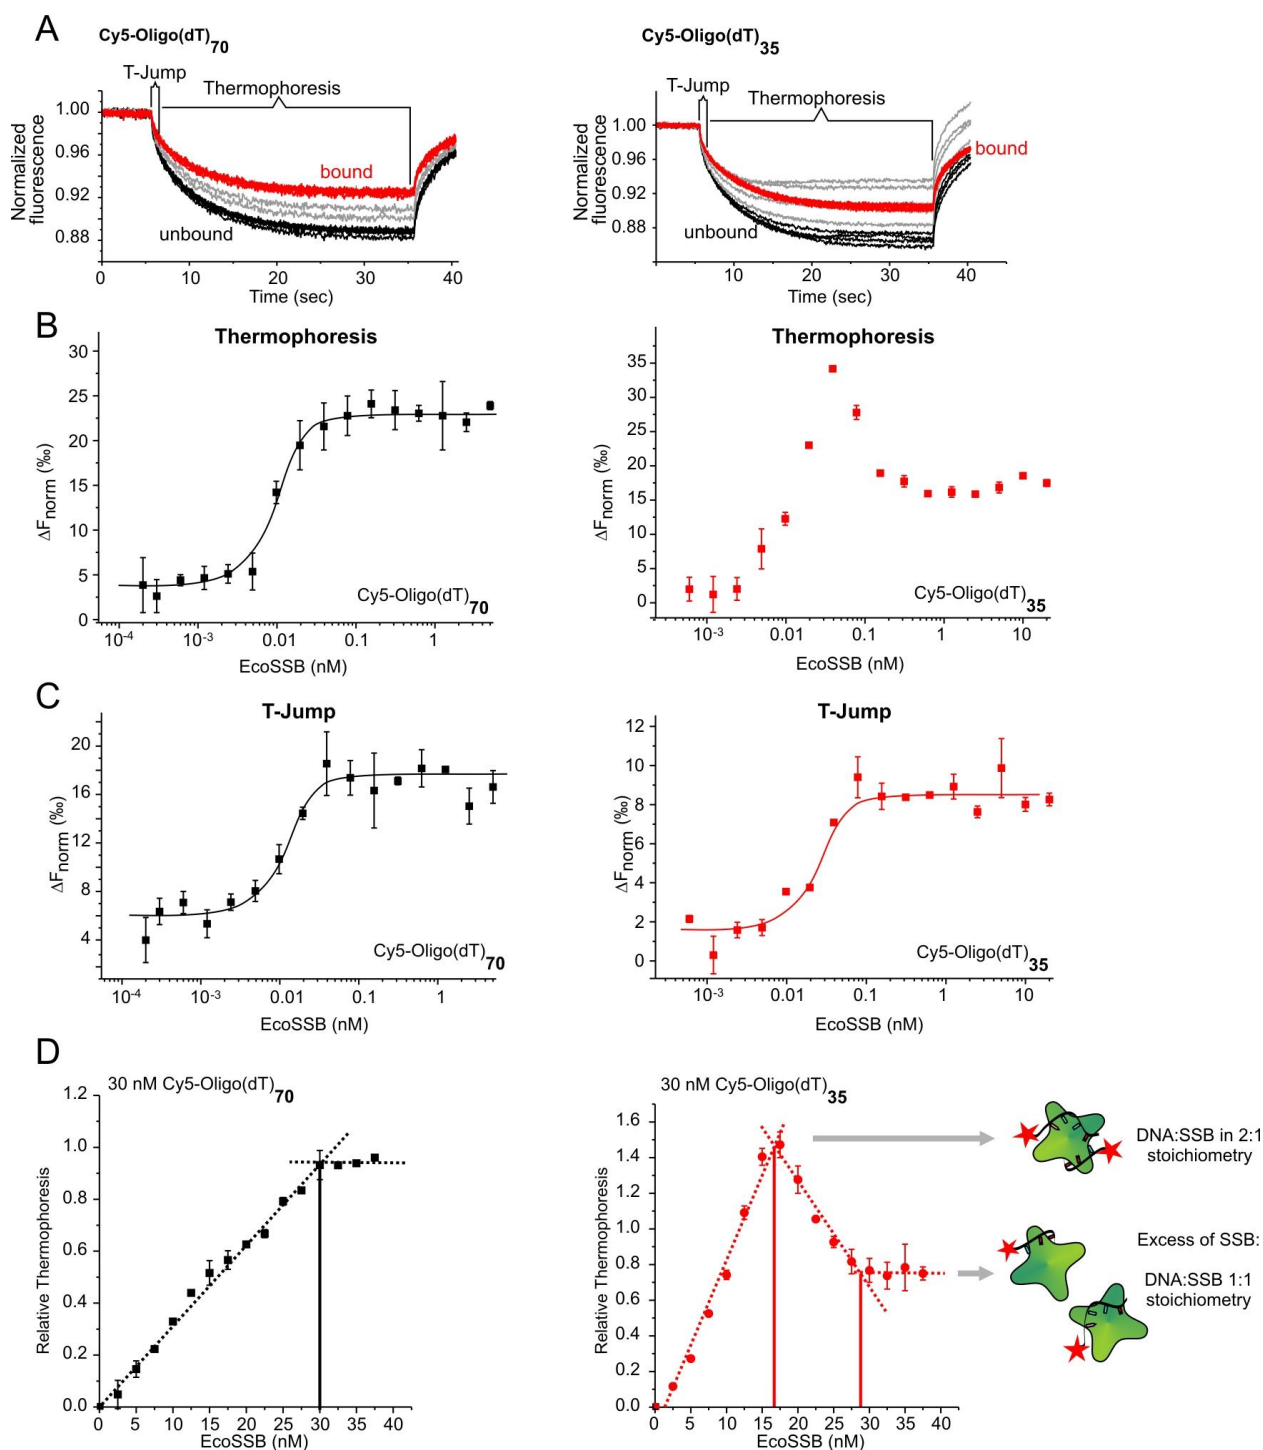 A
Cy5-Oligo(dT)70
T-Jump
Thermophoresis
1.00
0.96
0.92
0.88
Normalized
fluorescence
bound
unbound
0 10 20 30 40
Time (sec)
Cy5-Oligo(dT)35
T-Jump
Thermophoresis
1.00
0.96
0.92
0.88
Normalized
fluorescence
bound
unbound
10 20 30 40
Time (sec)
B
Thermophoresis
30
25
20
15
10
5
0
ΔFnorm (‰)
Cy5-Oligo(dT)70
10-4 10-3 0.01 0.1 1
EcoSSB (nM)
Thermophoresis
35
30
25
20
15
10
5
0
ΔFnorm (‰)
Cy5-Oligo(dT)35
10-3 0.01 0.1 1 10
EcoSSB (nM)
C
T-Jump
20
16
12
8
4
ΔFnorm (‰)
Cy5-Oligo(dT)70
10-4 10-3 0.01 0.1 1
EcoSSB (nM)
T-Jump
12
10
8
6
4
2
0
ΔFnorm (‰)
Cy5-Oligo(dT)35
10-3 0.01 0.1 1 10
EcoSSB (nM)
D
30 nM Cy5-Oligo(dT)70
1.2
1.0
0.8
0.6
0.4
0.2
0.0
Relative Thermophoresis
0 5 10 15 20 25 30 35 40
EcoSSB (nM)
30 nM Cy5-Oligo(dT)35
1.6
1.4
1.2
1.0
0.8
0.6
0.4
0.2
0.0
Relative Thermophoresis
0 5 10 15 20 25 30 35 40
EcoSSB (nM)
DNA:SSB in 2:1
stoichiometry
Excess of SSB:
DNA:SSB 1:1
stoichiometry